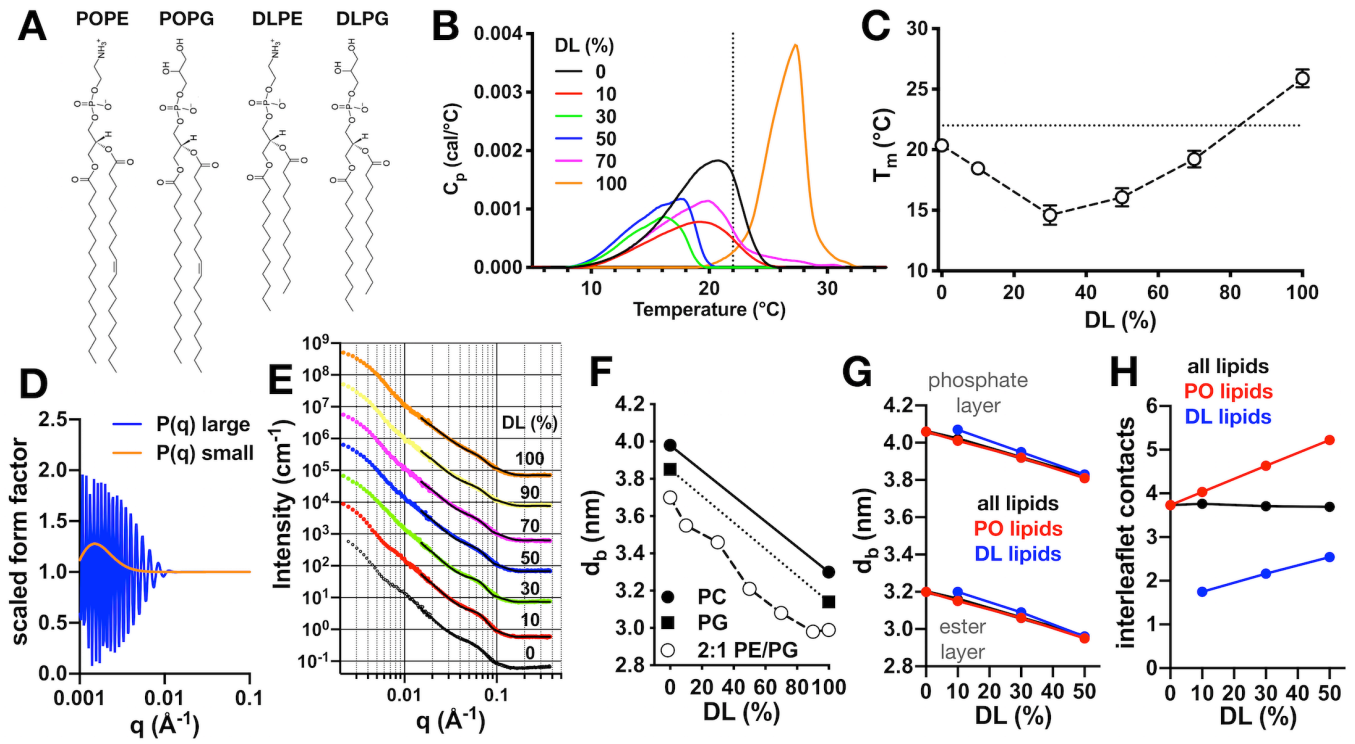 A
POPE
POPG
DLPE
DLPG
B
DL (%)
0
10
30
50
70
100
0.004
0.003
0.002
0.001
0.000
Cp (cal/°C)
10
20
30
Temperature (°C)
C
30
25
20
15
10
Tm (°C)
0
20
40
60
80
100
DL (%)
D
P(q) large
P(q) small
2.5
2.0
1.5
1.0
0.5
0.0
scaled form factor
0.001
0.01
0.1
q (Å-1)
E
10^9
10^8
10^7
10^6
10^5
10^4
10^3
10^2
10^1
10^0
10^-1
Intensity (cm-1)
DL (%)
100
90
70
50
30
10
0
0.01
0.1
q (Å-1)
F
4.2
4.0
3.8
3.6
3.4
3.2
3.0
2.8
db (nm)
PC
PG
2:1 PE/PG
0
20
40
60
80
100
DL (%)
G
phosphate
layer
all lipids
PO lipids
DL lipids
ester
layer
4.2
4.0
3.8
3.6
3.4
3.2
3.0
2.8
db (nm)
0
10
20
30
40
50
DL (%)
H
all lipids
PO lipids
DL lipids
6
5
4
3
2
1
0
interleaflet contacts
0
10
20
30
40
50
DL (%)